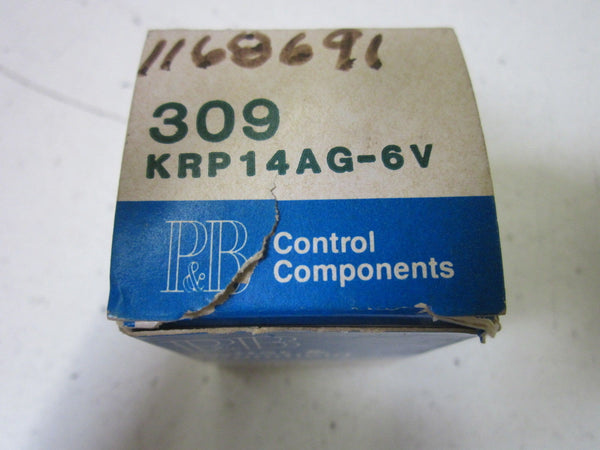 1168691
309
KRP14AG-6V
P&B Control
Components